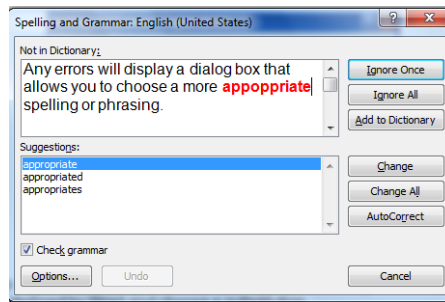 Spelling and Grammar: English (United States)
Not in Dictionary:
Any errors will display a dialog box that
allows you to choose a more appoppriate
spelling or phrasing.
Ignore Once
Ignore All
Add to Dictionary
Suggestions:
appropriate
appropriated
appropriates
Change
Change All
AutoCorrect
Check grammar
Options...
Undo
Cancel